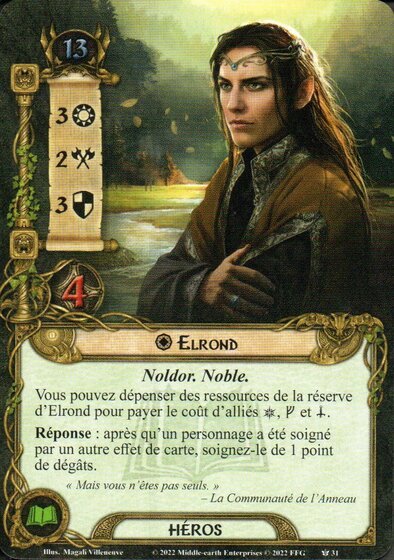 13
3
2
3
4
Elrond
Noldor. Noble.
Vous pouvez dépenser des ressources de la réserve
d'Elrond pour payer le coût d'alliés , et .
Réponse : après qu'un personnage a été soigné
par un autre effet de carte, soignez-le de 1 point
de dégâts.
« Mais vous n'êtes pas seuls. »
– La Communauté de l'Anneau
HÉROS
Illus. Magali Villeneuve © 2022 Middle-earth Enterprises © 2022 FFG 31